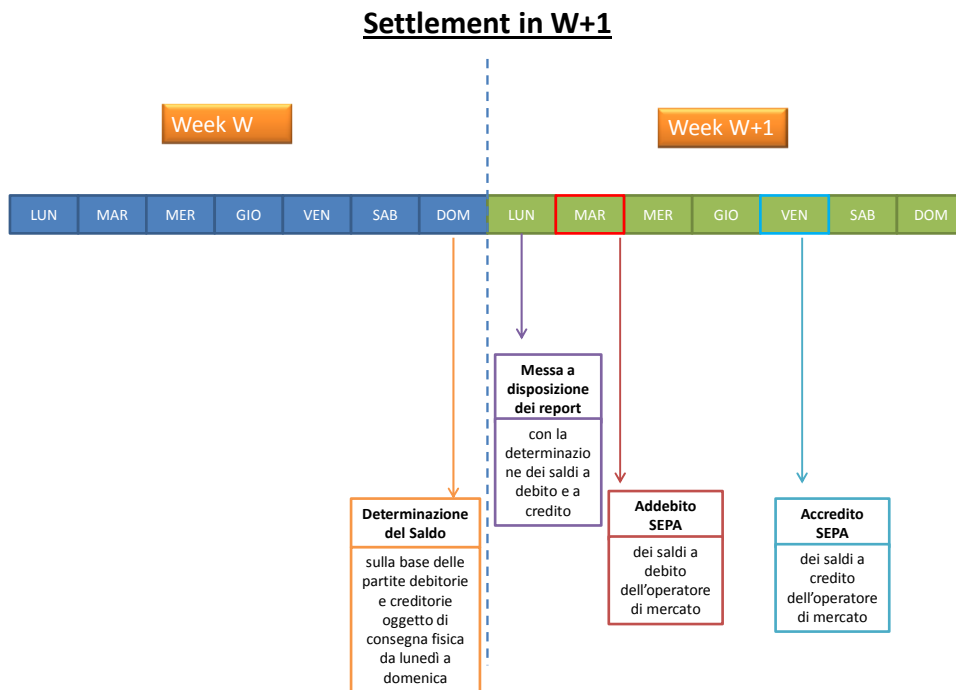 Settlement in W+1
Week W
Week W+1
LUN MAR MER GIO VEN SAB DOM LUN MAR MER GIO VEN SAB DOM
Messa a
disposizione
dei report
con la
determinazio
ne dei saldi a
debito e a
credito
Determinazione
del Saldo
sulla base delle
partite debitorie
e creditorie
oggetto di
consegna fisica
da lunedì a
domenica
Addebito
SEPA
dei saldi a
debito
dell'operatore
di mercato
Accredito
SEPA
dei saldi a
credito
dell'operatore
di mercato